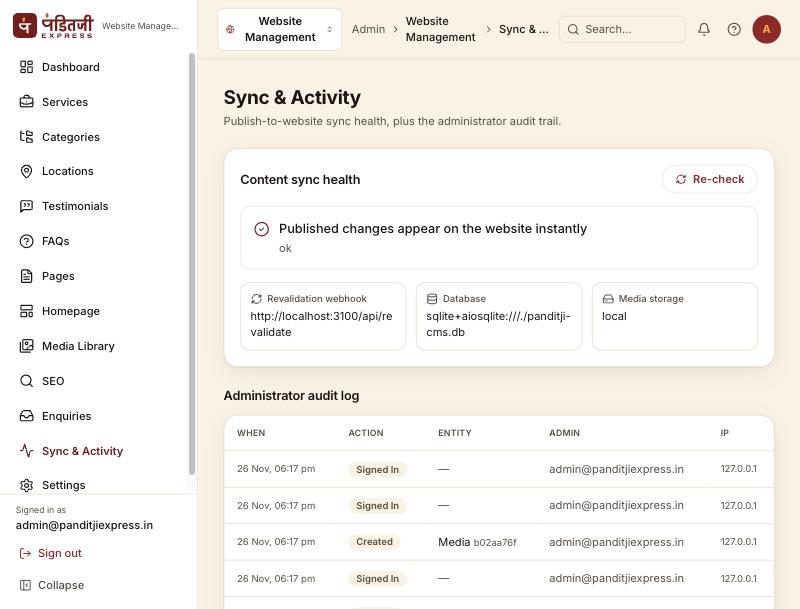 पं
पंडितजी
EXPRESS
Website Manage...
Dashboard
Services
Categories
Locations
Testimonials
FAQs
Pages
Homepage
Media Library
SEO
Enquiries
Sync & Activity
Settings
Signed in as
admin@panditjiexpress.in
Sign out
Collapse
Website
Management
Admin
Website
Management
Sync & ...
Search...
A
Sync & Activity
Publish-to-website sync health, plus the administrator audit trail.
Content sync health
Re-check
Published changes appear on the website instantly
ok
Revalidation webhook
http://localhost:3100/api/re
validate
Database
sqlite+aiosqlite:///./panditji-
cms.db
Media storage
local
Administrator audit log
WHEN ACTION ENTITY ADMIN IP
26 Nov, 06:17 pm Signed In — admin@panditjiexpress.in 127.0.0.1
26 Nov, 06:17 pm Signed In — admin@panditjiexpress.in 127.0.0.1
26 Nov, 06:17 pm Created Media b02aa76f admin@panditjiexpress.in 127.0.0.1
26 Nov, 06:17 pm Signed In — admin@panditjiexpress.in 127.0.0.1